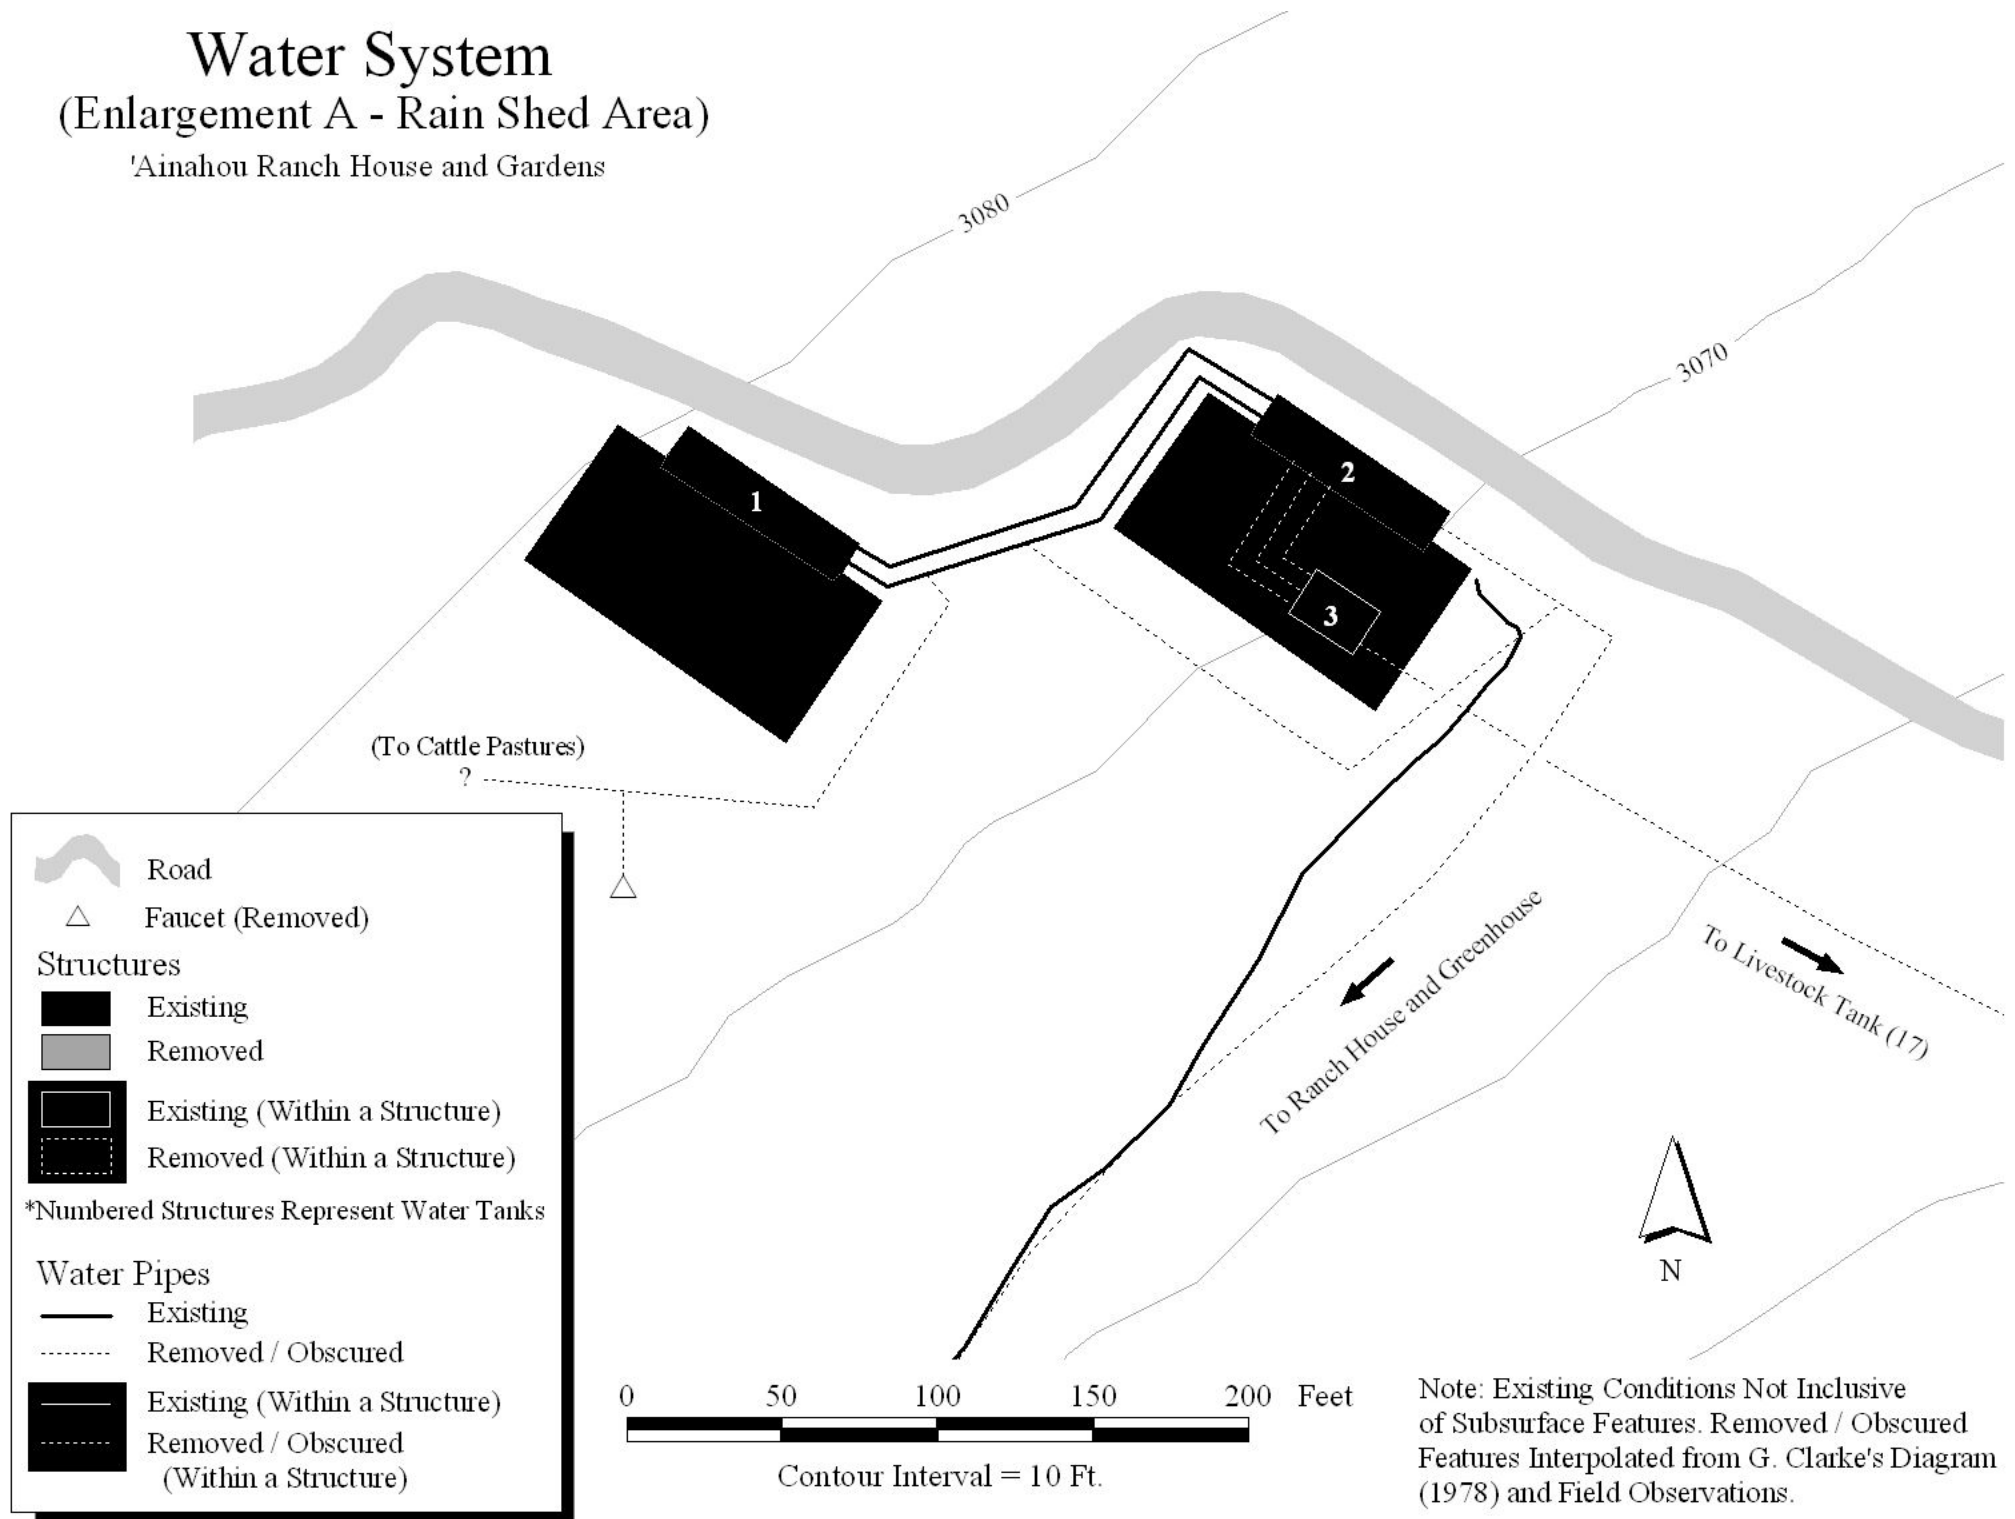 Water System
(Enlargement A - Rain Shed Area)
'Ainahou Ranch House and Gardens
3080
3070
1
2
3
(To Cattle Pastures)
?
Road
Faucet (Removed)
Structures
Existing
Removed
Existing (Within a Structure)
Removed (Within a Structure)
*Numbered Structures Represent Water Tanks
Water Pipes
Existing
Removed / Obscured
Existing (Within a Structure)
Removed / Obscured
(Within a Structure)
To Ranch House and Greenhouse
To Livestock Tank (17)
N
0 50 100 150 200 Feet
Contour Interval = 10 Ft.
Note: Existing Conditions Not Inclusive
of Subsurface Features. Removed / Obscured
Features Interpolated from G. Clarke's Diagram
(1978) and Field Observations.